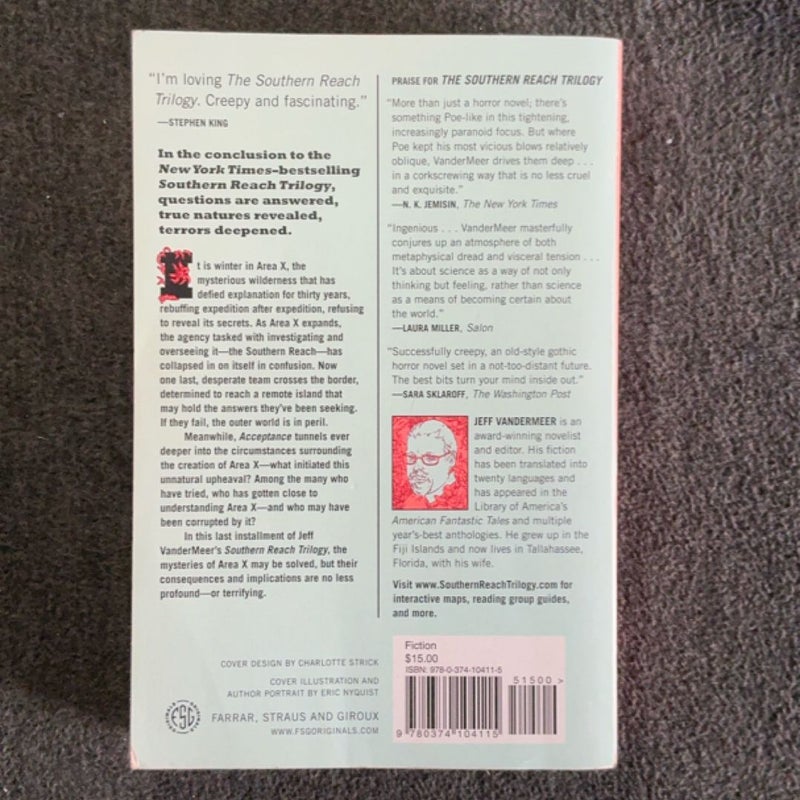 "I'm loving The Southern Reach
Trilogy. Creepy and fascinating."
—STEPHEN KING
In the conclusion to the
New York Times–bestselling
Southern Reach Trilogy,
questions are answered,
true natures revealed,
terrors deepened.
It is winter in Area X, the
mysterious wilderness that has
defied explanation for thirty years,
rebuffing expedition after expedition, refusing
to reveal its secrets. As Area X expands,
the agency tasked with investigating and
overseeing it—the Southern Reach—has
collapsed in on itself in confusion. Now
one last, desperate team crosses the border,
determined to reach a remote island that
may hold the answers they've been seeking.
If they fail, the outer world is in peril.
Meanwhile, Acceptance tunnels ever
deeper into the circumstances surrounding
the creation of Area X—what initiated this
unnatural upheaval? Among the many who
have tried, who has gotten close to
understanding Area X—and who may have
been corrupted by it?
In this last installment of Jeff
VanderMeer's Southern Reach Trilogy, the
mysteries of Area X may be solved, but their
consequences and implications are no less
profound—or terrifying.
COVER DESIGN BY CHARLOTTE STRICK
COVER ILLUSTRATION AND
AUTHOR PORTRAIT BY ERIC NYQUIST
FSG
FARRAR, STRAUS AND GIROUX
WWW.FSGORIGINALS.COM
PRAISE FOR THE SOUTHERN REACH TRILOGY
"More than just a horror novel; there's
something Poe-like in this tightening,
increasingly paranoid focus. But where
Poe kept his most vicious blows relatively
oblique, VanderMeer drives them deep . . .
in a corkscrewing way that is no less cruel
and exquisite."
—N. K. JEMISIN, The New York Times
"Ingenious . . . VanderMeer masterfully
conjures up an atmosphere of both
metaphysical dread and visceral tension . . .
It's about science as a way of not only
thinking but feeling, rather than science
as a means of becoming certain about
the world."
—LAURA MILLER, Salon
"Successfully creepy, an old-style gothic
horror novel set in a not-too-distant future.
The best bits turn your mind inside out."
—SARA SKLAROFF, The Washington Post
JEFF VANDERMEER is an
award-winning novelist
and editor. His fiction
has been translated into
twenty languages and
has appeared in the
Library of America's
American Fantastic Tales and multiple
year's-best anthologies. He grew up in the
Fiji Islands and now lives in Tallahassee,
Florida, with his wife.
Visit www.SouthernReachTrilogy.com for
interactive maps, reading group guides,
and more.
Fiction
$15.00
ISBN: 978-0-374-10411-5
51500 >
9 780374 104115